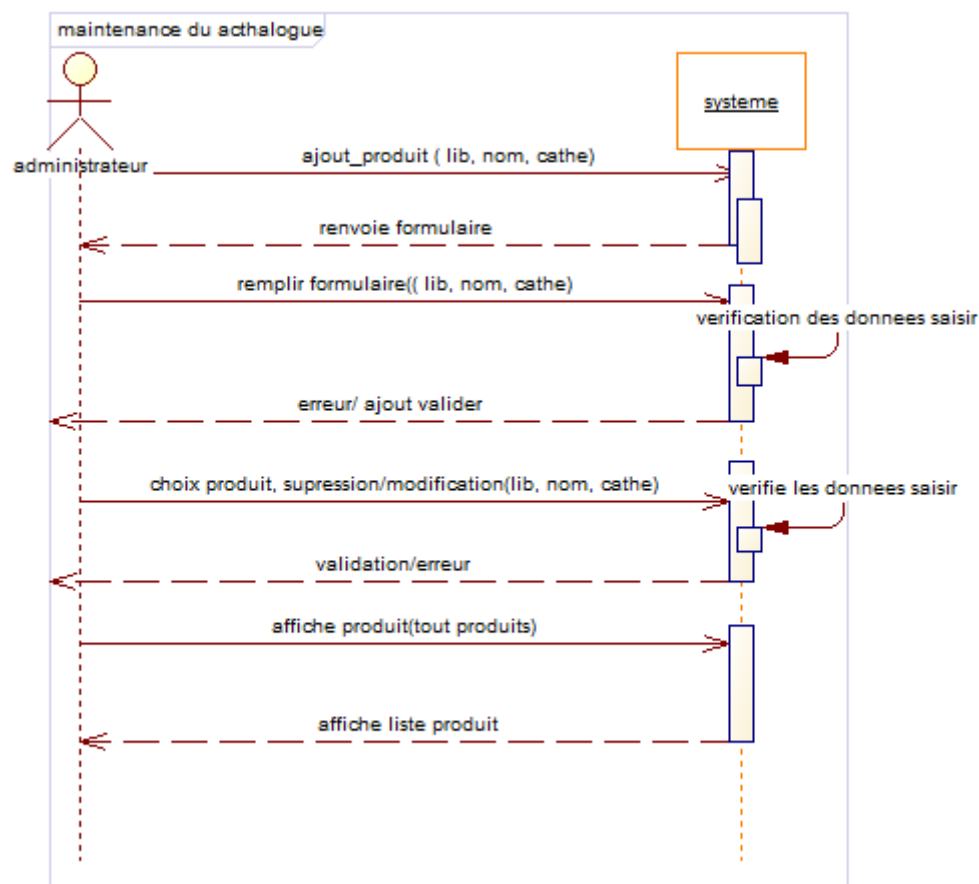 maintenance du acthalogue
systeme
administrateur
ajout_produit ( lib, nom, cathe)
renvoie formulaire
remplir formulaire(( lib, nom, cathe)
verification des donnees saisir
erreur/ ajout valider
choix produit, supression/modification(lib, nom, cathe)
verifie les donnees saisir
validation/erreur
affiche produit(tout produits)
affiche liste produit